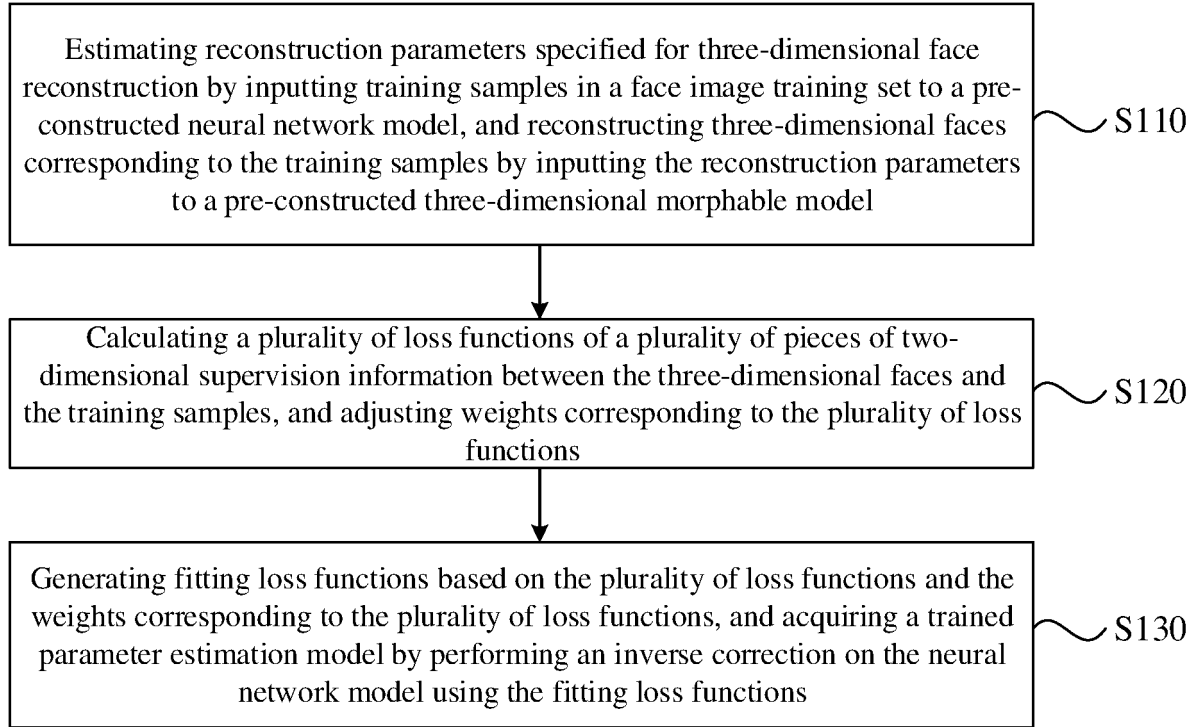 Estimating reconstruction parameters specified for three-dimensional face
reconstruction by inputting training samples in a face image training set to a pre-
constructed neural network model, and reconstructing three-dimensional faces
corresponding to the training samples by inputting the reconstruction parameters
to a pre-constructed three-dimensional morphable model
S110
Calculating a plurality of loss functions of a plurality of pieces of two-
dimensional supervision information between the three-dimensional faces and
the training samples, and adjusting weights corresponding to the plurality of loss
functions
S120
Generating fitting loss functions based on the plurality of loss functions and the
weights corresponding to the plurality of loss functions, and acquiring a trained
parameter estimation model by performing an inverse correction on the neural
network model using the fitting loss functions
S130